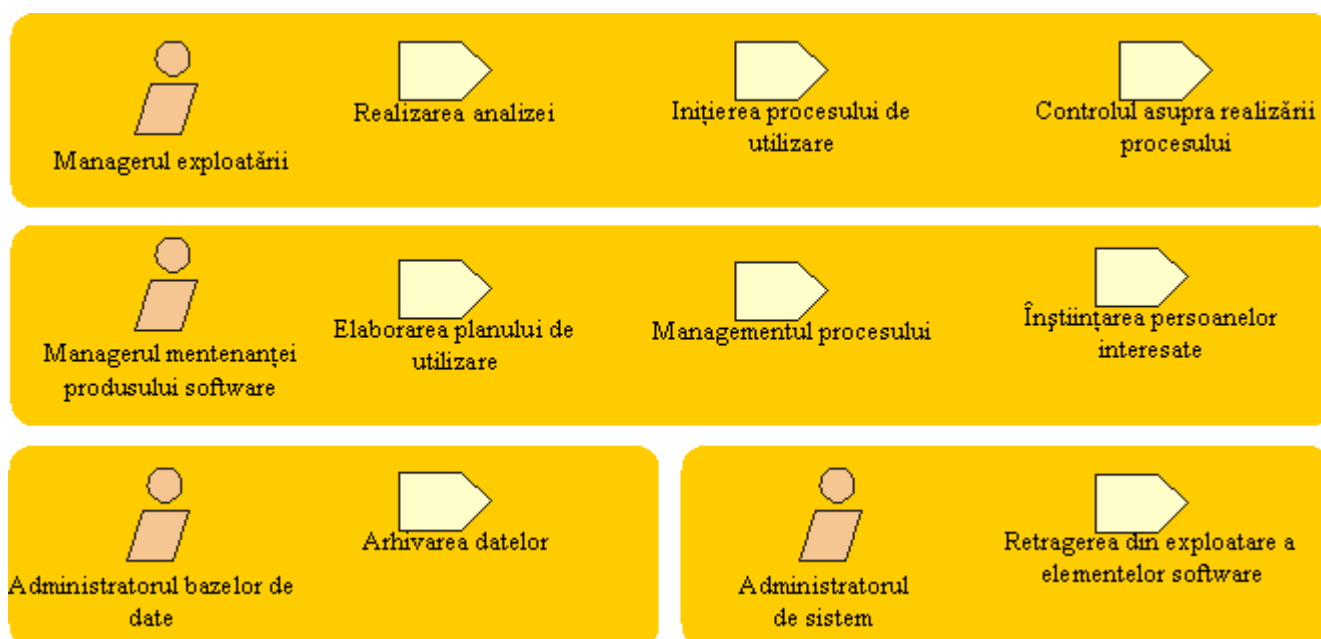 Managerul exploatării
Realizarea analizei
Inițierea procesului de
utilizare
Controlul asupra realizării
procesului
Managerul mentenanței
produsului software
Elaborarea planului de
utilizare
Managementul procesului
Înștiințarea persoanelor
interesate
Administratorul bazelor de
date
Arhivarea datelor
Administratorul
de sistem
Retragerea din exploatare a
elementelor software